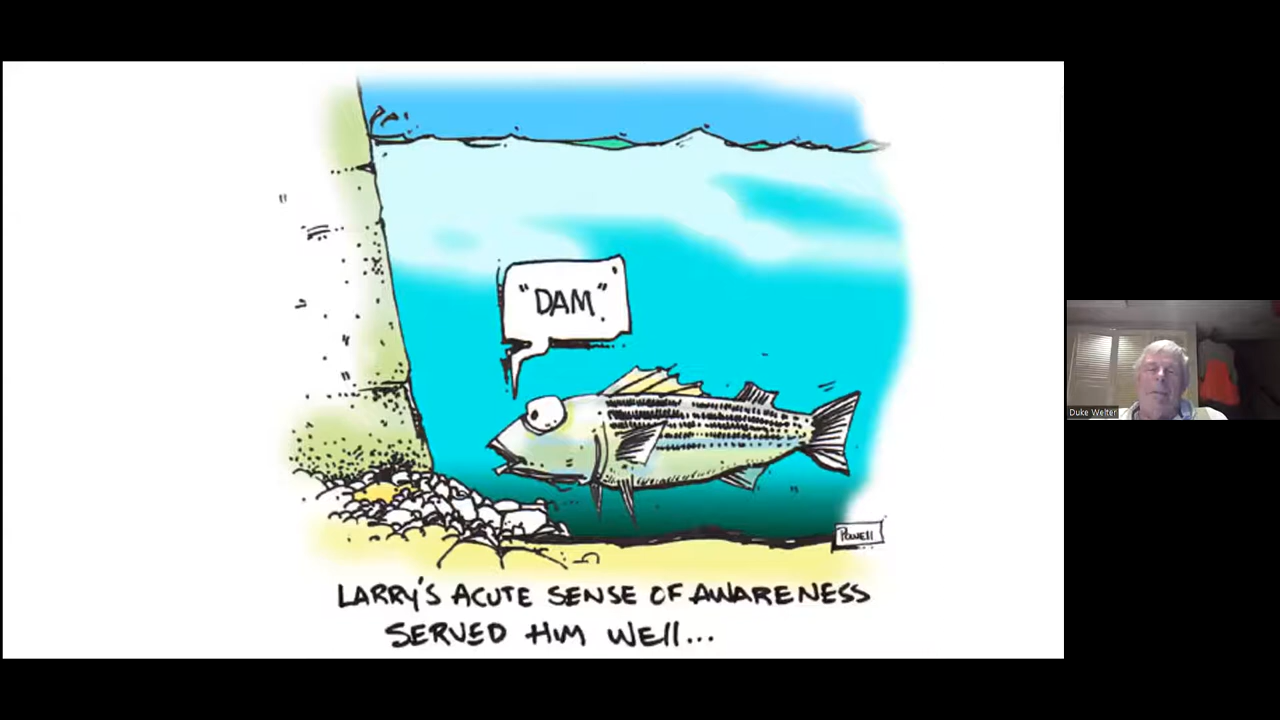 "DAM."
POWEll
LARRY'S ACUTE SENSE OF AWARENESS
SERVED HIM WEll...
Duke Welter